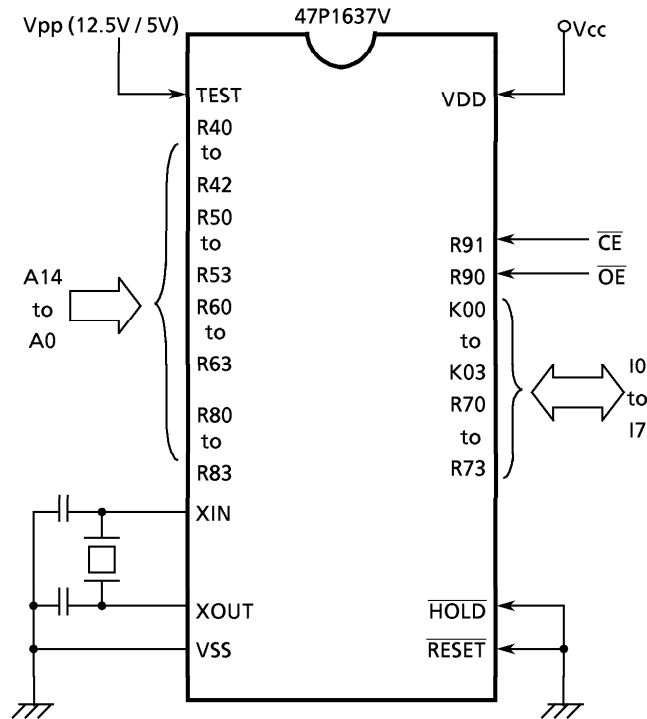 47P1637V
Vpp (12.5V / 5V)
Vcc
TEST
VDD
R40
to
R42
R50
to
R53
R60
to
R63
R80
to
R83
A14
to
A0
R91
CE
R90
OE
K00
to
K03
R70
to
R73
I0
to
I7
XIN
XOUT
VSS
HOLD
RESET